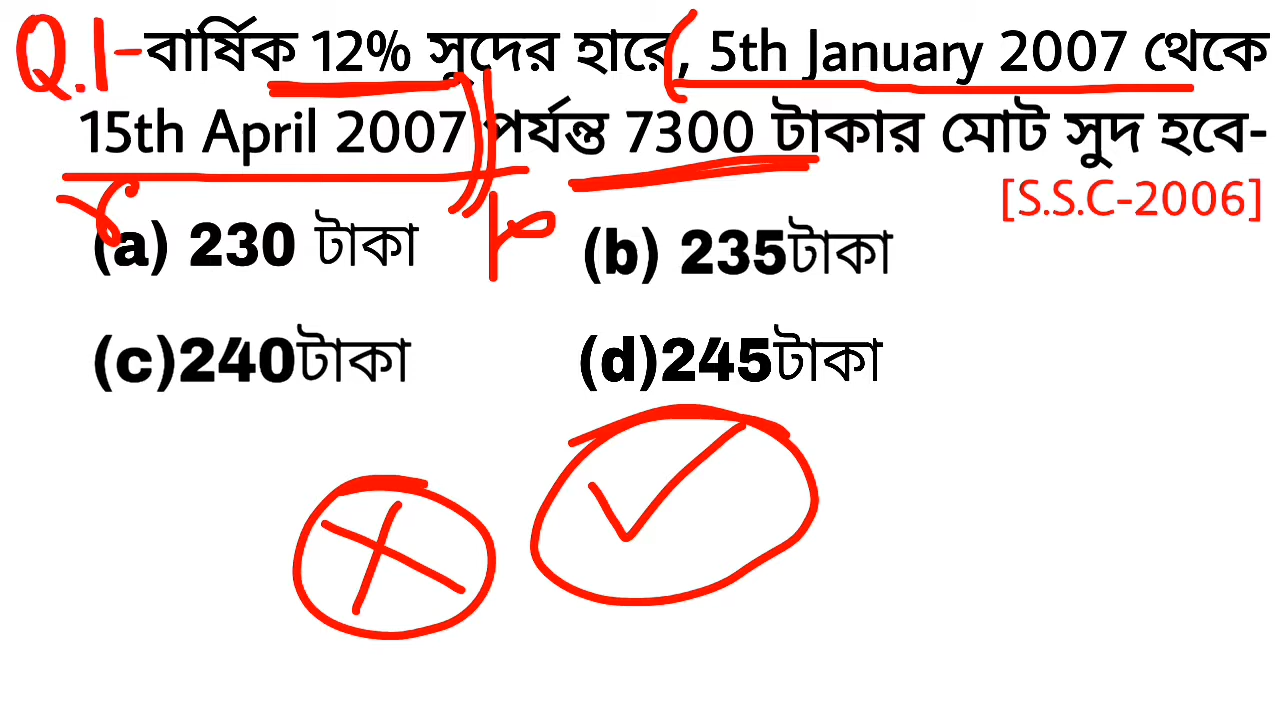 Q.1-বার্ষিক 12% সুদের হারে, 5th January 2007 থেকে
15th April 2007 পর্যন্ত 7300 টাকার মোট সুদ হবে-
[S.S.C-2006]
(a) 230 টাকা (b) 235টাকা
(c)240টাকা (d)245টাকা